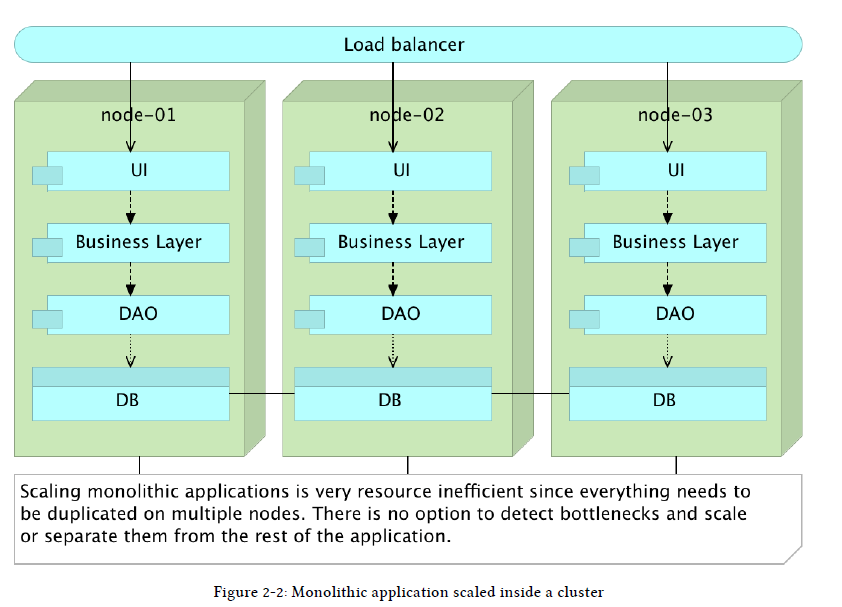 Load balancer
node-01
node-02
node-03
UI
UI
UI
Business Layer
Business Layer
Business Layer
DAO
DAO
DAO
DB
DB
DB
Scaling monolithic applications is very resource inefficient since everything needs to
be duplicated on multiple nodes. There is no option to detect bottlenecks and scale
or separate them from the rest of the application.
Figure 2-2: Monolithic application scaled inside a cluster